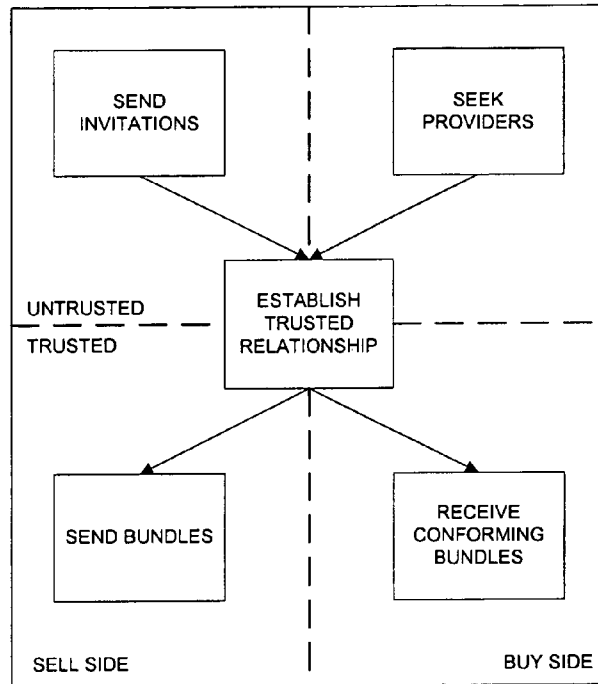 SEND
INVITATIONS
SEEK
PROVIDERS
UNTRUSTED
TRUSTED
ESTABLISH
TRUSTED
RELATIONSHIP
SEND BUNDLES
RECEIVE
CONFORMING
BUNDLES
SELL SIDE
BUY SIDE